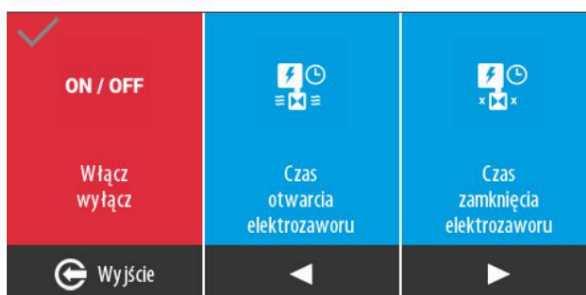 ON / OFF
Włącz
wyłącz
Czas
otwarcia
elektrozaworu
Czas
zamknięcia
elektrozaworu
Wyjście